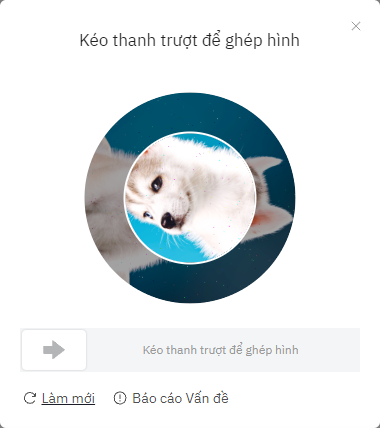 Kéo thanh trượt để ghép hình
Kéo thanh trượt để ghép hình
Làm mới
Báo cáo Vấn đề